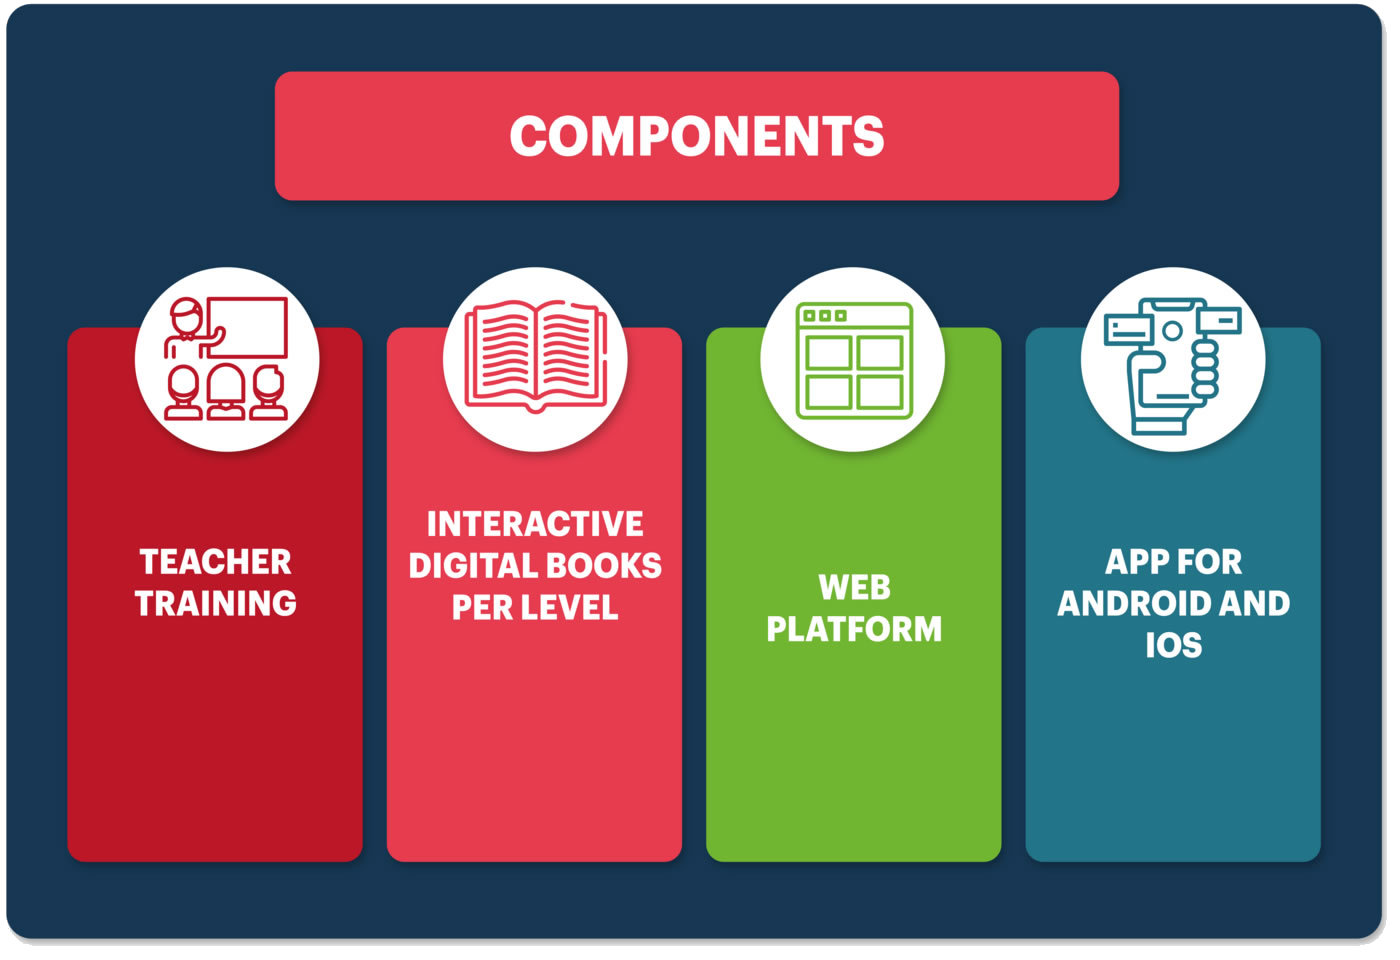 COMPONENTS
TEACHER
TRAINING
INTERACTIVE
DIGITAL BOOKS
PER LEVEL
WEB
PLATFORM
APP FOR
ANDROID AND
IOS